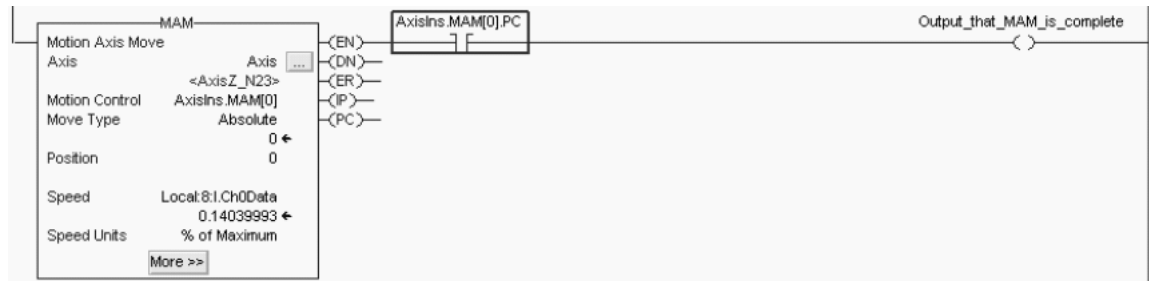 MAM
AxisIns.MAM[0].PC
Output_that_MAM_is_complete
Motion Axis Move
EN
Axis Axis ...
DN
<AxisZ_N23>
ER
Motion Control AxisIns.MAM[0]
IP
Move Type Absolute
PC
0 ←
Position 0
Speed Local:8:I.Ch0Data
0.14039993 ←
Speed Units % of Maximum
More >>